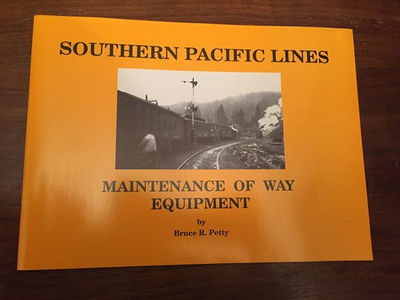 SOUTHERN PACIFIC LINES
MAINTENANCE OF WAY
EQUIPMENT
by
Bruce R. Petty